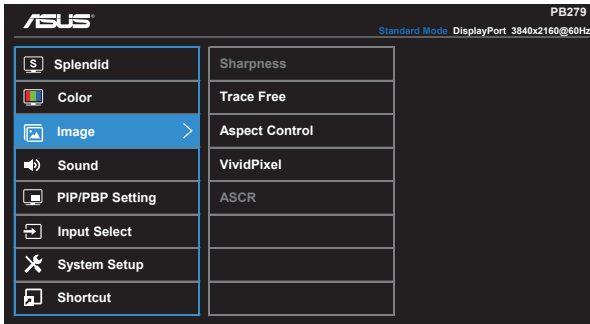 ASUS
PB279
Standard Mode DisplayPort 3840x2160@60Hz
S Splendid
Sharpness
Color
Trace Free
Image
Aspect Control
Sound
VividPixel
PIP/PBP Setting
ASCR
Input Select
System Setup
Shortcut